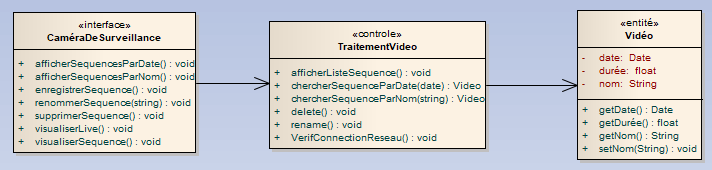 «interface»
CaméraDeSurveillance
+ afficherSequencesParDate() : void
+ afficherSequencesParNom() : void
+ enregistrerSequence() : void
+ renommerSequence(string) : void
+ supprimerSequence() : void
+ visualiserLive() : void
+ visualiserSequence() : void
«controle»
TraitementVideo
+ afficherListeSequence() : void
+ chercherSequenceParDate(date) : Video
+ chercherSequenceParNom(string) : Video
+ delete() : void
+ rename() : void
+ VerifConnectionReseau() : void
«entité»
Vidéo
- date: Date
- durée: float
- nom: String
+ getDate() : Date
+ getDurée() : float
+ getNom() : String
+ setNom(String) : void